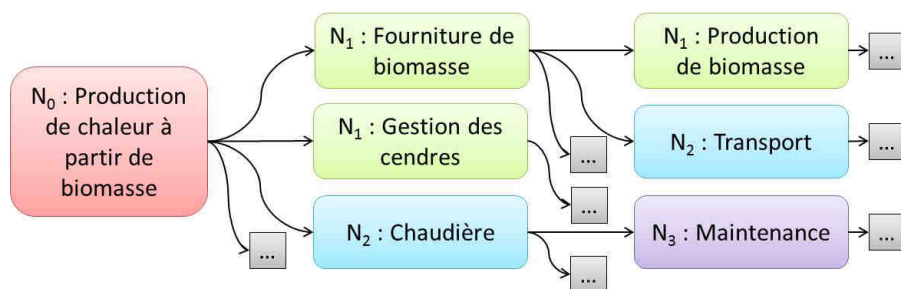 N₀ : Production
de chaleur à
partir de
biomasse
N₁ : Fourniture de
biomasse
N₁ : Gestion des
cendres
N₂ : Chaudière
N₁ : Production
de biomasse
N₂ : Transport
N₃ : Maintenance
...
...
...
...
...
...
...